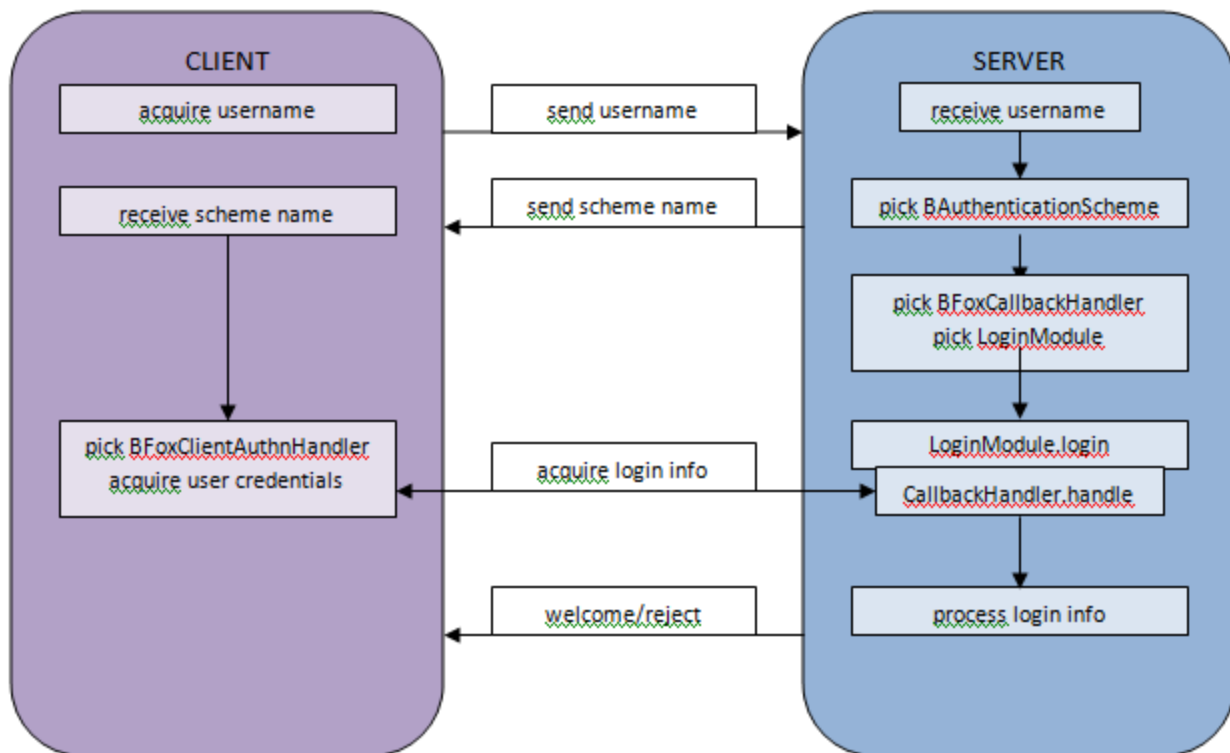 CLIENT
SERVER
acquire username
send username
receive username
receive scheme name
send scheme name
pick BAuthenticationScheme
pick BFoxCallbackHandler
pick LoginModule
pick BFoxClientAuthnHandler
acquire user credentials
acquire login info
LoginModule.login
CallbackHandler.handle
welcome/reject
process login info